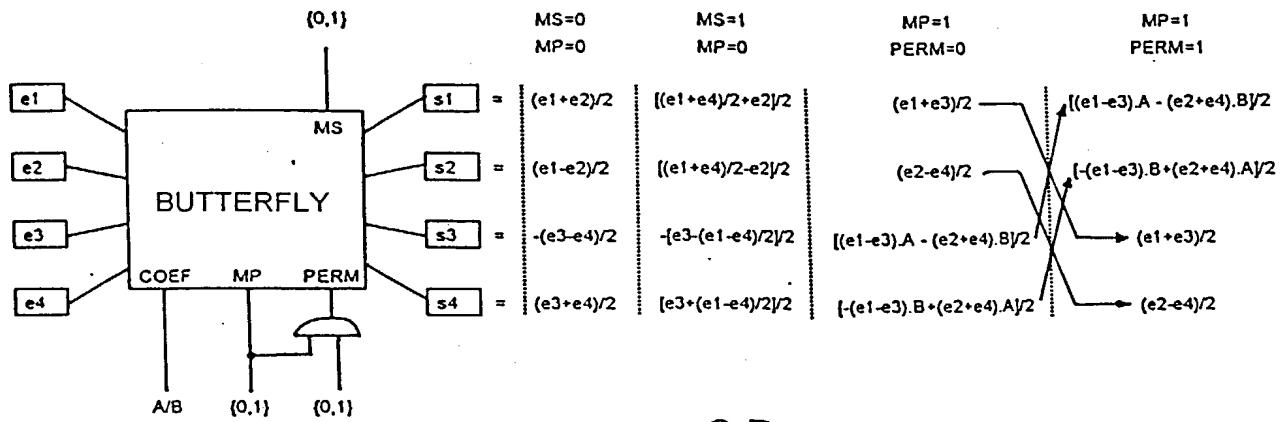 {0,1} MS=0 MS=1 MP=1 MP=1
MP=0 MP=0 PERM=0 PERM=1
e1 s1 = (e1+e2)/2 [(e1+e4)/2+e2]/2 (e1+e3)/2 [(e1-e3).A - (e2+e4).B]/2
MS
e2 s2 = (e1-e2)/2 [(e1+e4)/2-e2]/2 (e2-e4)/2 [-(e1-e3).B+(e2+e4).A]/2
BUTTERFLY
e3 s3 = -(e3-e4)/2 -[e3-(e1-e4)/2]/2 [(e1-e3).A - (e2+e4).B]/2 (e1+e3)/2
COEF MP PERM
e4 s4 = (e3+e4)/2 [e3+(e1-e4)/2]/2 [-(e1-e3).B+(e2+e4).A]/2 (e2-e4)/2
A/B {0,1} {0,1}